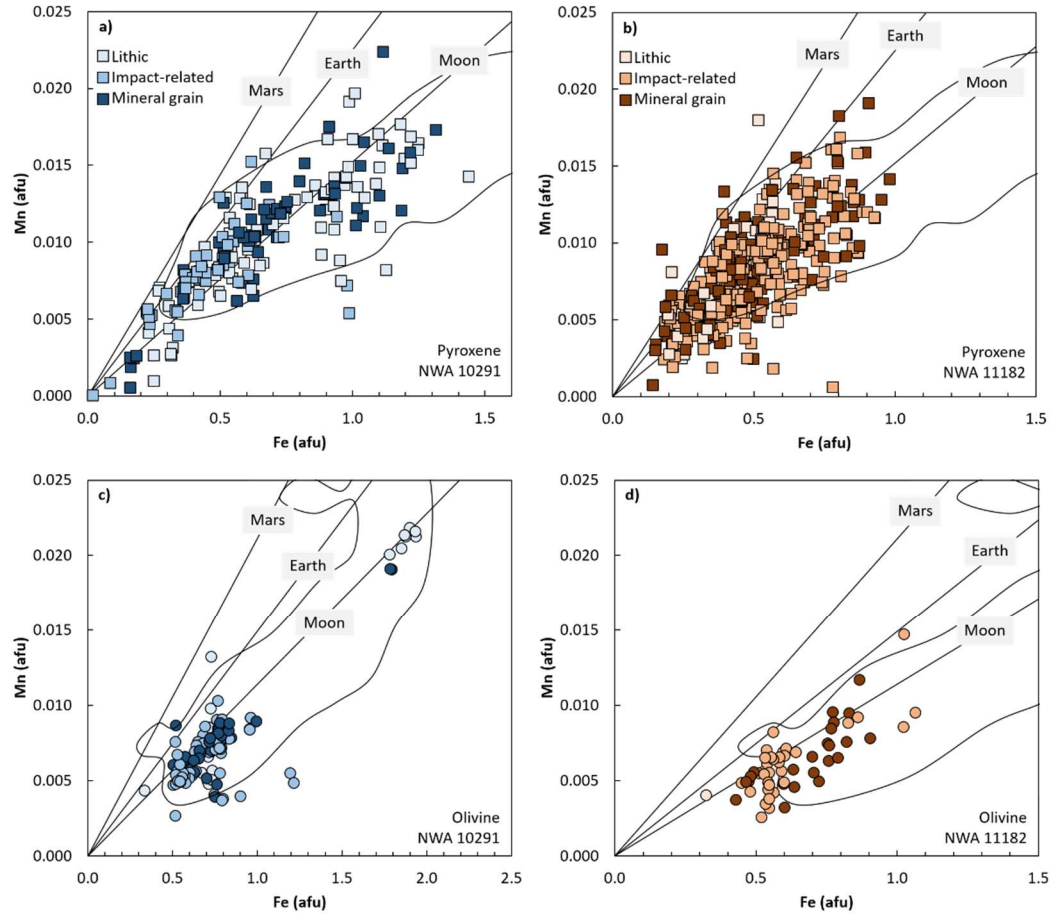 a)
Lithic
Impact-related
Mineral grain
Mars
Earth
Moon
Pyroxene
NWA 10291
0.025
0.020
0.015
0.010
0.005
0.000
Mn (afu)
0.0 0.5 1.0 1.5
Fe (afu)
b)
Lithic
Impact-related
Mineral grain
Mars
Earth
Moon
Pyroxene
NWA 11182
0.025
0.020
0.015
0.010
0.005
0.000
Mn (afu)
0.0 0.5 1.0 1.5
Fe (afu)
c)
Mars
Earth
Moon
Olivine
NWA 10291
0.025
0.020
0.015
0.010
0.005
0.000
Mn (afu)
0.0 0.5 1.0 1.5 2.0 2.5
Fe (afu)
d)
Mars
Earth
Moon
Olivine
NWA 11182
0.025
0.020
0.015
0.010
0.005
0.000
Mn (afu)
0.0 0.5 1.0 1.5
Fe (afu)